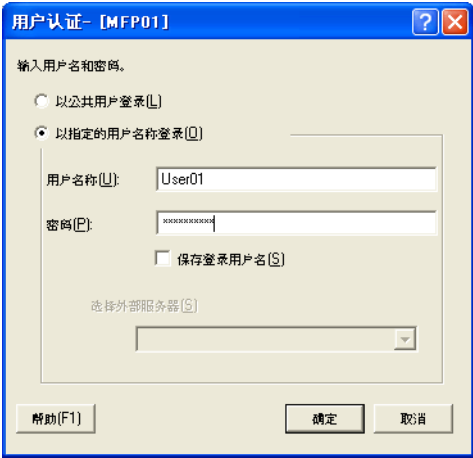 用户认证- [MFP01]
输入用户名和密码。
以公共用户登录(L)
以指定的用户名称登录(O)
用户名称(U):
User01
密码(P):
**********
保存登录用户名(S)
选择外部服务器(S)
帮助(F1)
确定
取消